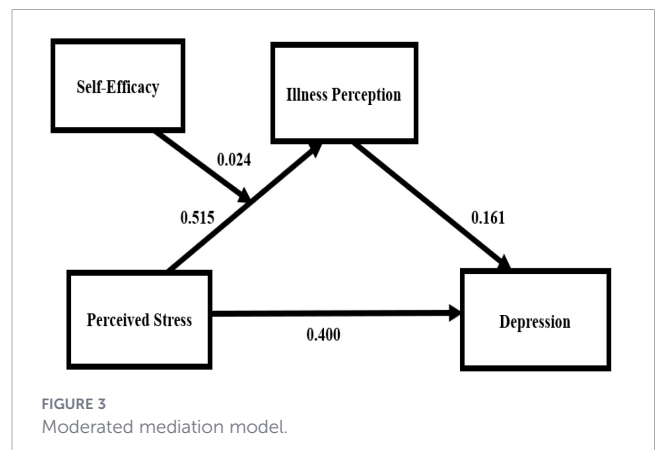 Self-Efficacy
Illness Perception
0.024
0.515
0.161
Perceived Stress
0.400
Depression
FIGURE 3
Moderated mediation model.